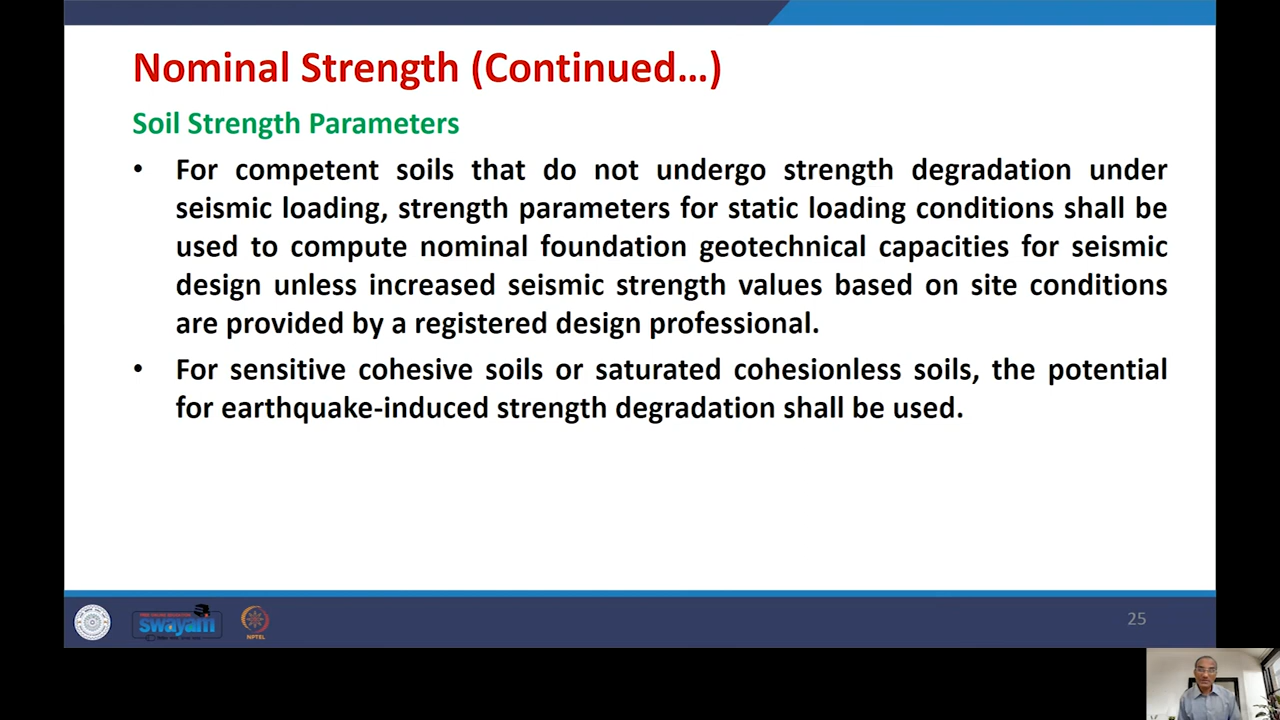 Nominal Strength (Continued...)
Soil Strength Parameters
• For competent soils that do not undergo strength degradation under
seismic loading, strength parameters for static loading conditions shall be
used to compute nominal foundation geotechnical capacities for seismic
design unless increased seismic strength values based on site conditions
are provided by a registered design professional.
• For sensitive cohesive soils or saturated cohesionless soils, the potential
for earthquake-induced strength degradation shall be used.
swayam
NPTEL
25